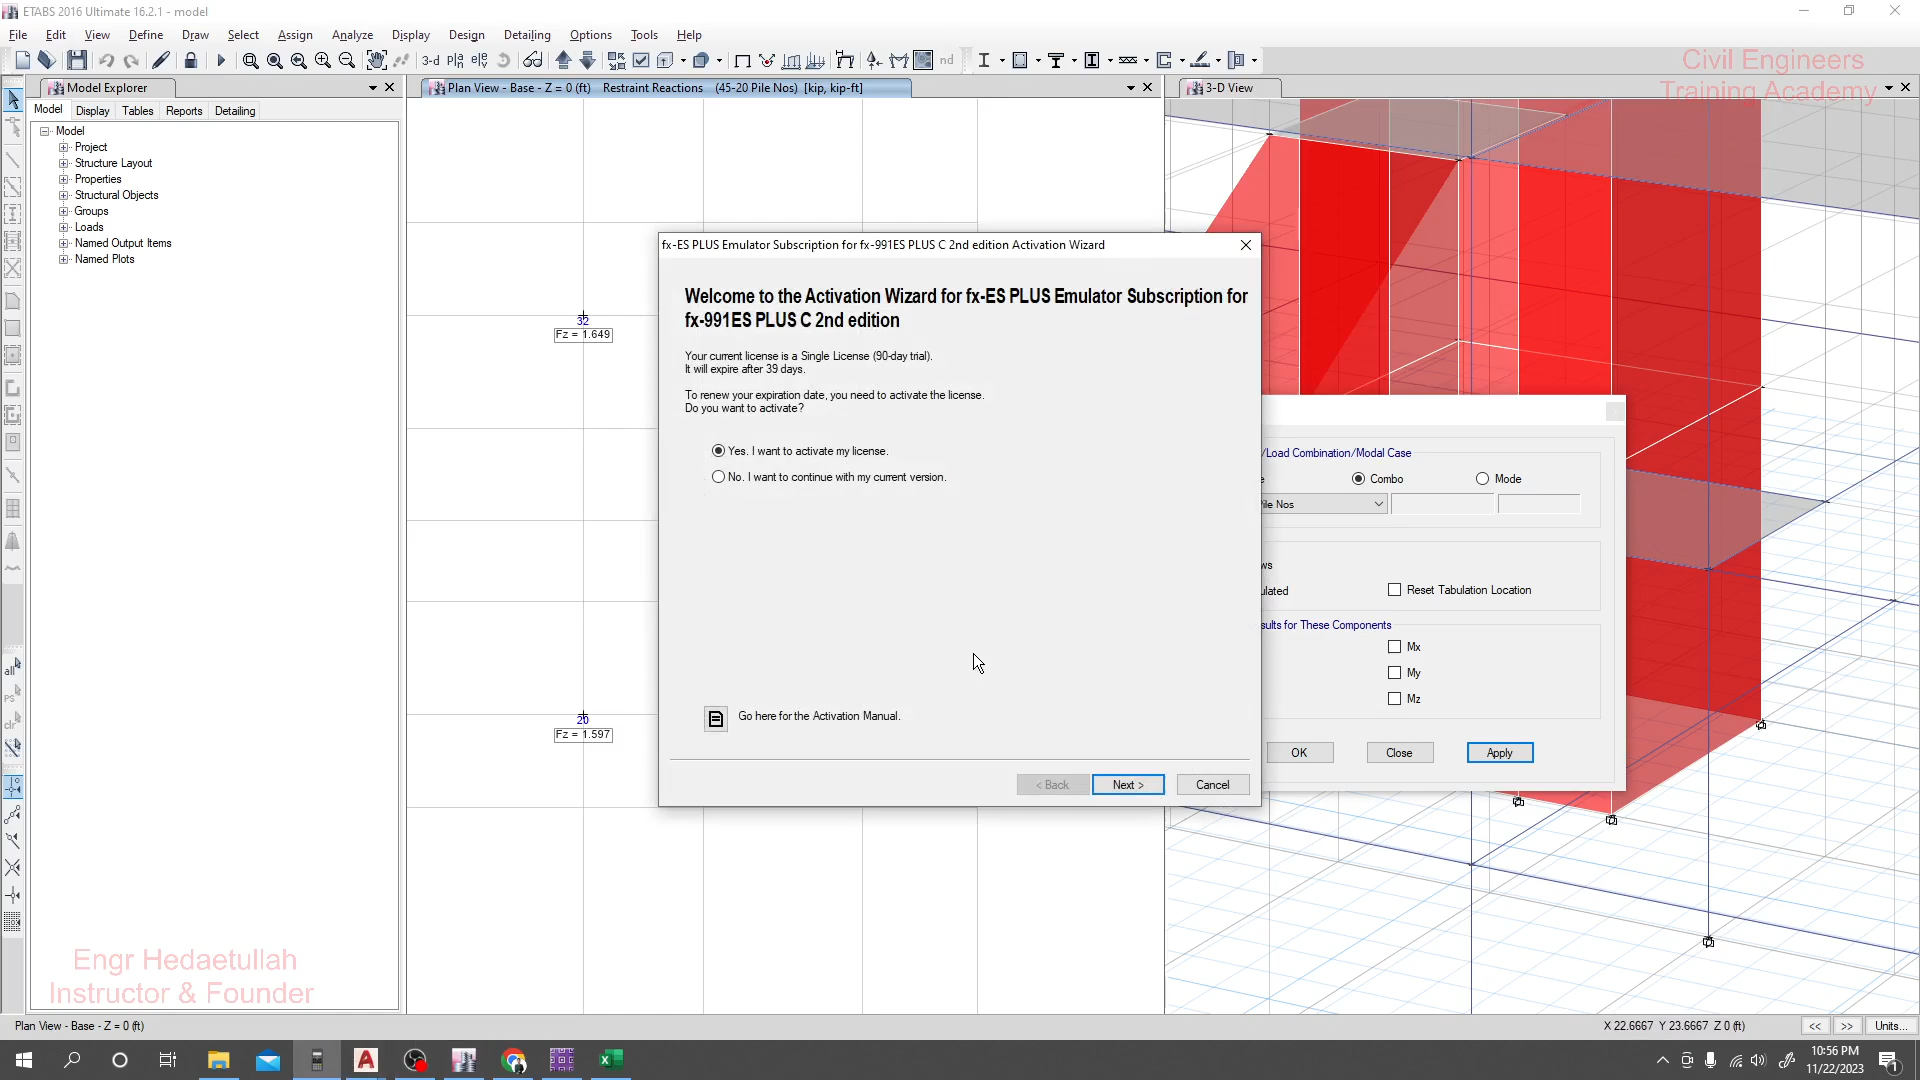 ETABS 2016 Ultimate 16.2.1 - model
File Edit View Define Draw Select Assign Analyze Display Design Detailing Options Tools Help
3-d
nd
Civil Engineers
Training Academy
Model Explorer
Plan View - Base - Z = 0 (ft) Restraint Reactions (45-20 Pile Nos) [kip, kip-ft]
3-D View
Model Display Tables Reports Detailing
Model
Project
Structure Layout
Properties
Structural Objects
Groups
Loads
Named Output Items
Named Plots
32
Fz = 1.649
20
Fz = 1.597
fx-ES PLUS Emulator Subscription for fx-991ES PLUS C 2nd edition Activation Wizard
Welcome to the Activation Wizard for fx-ES PLUS Emulator Subscription for
fx-991ES PLUS C 2nd edition
Your current license is a Single License (90-day trial).
It will expire after 39 days.
To renew your expiration date, you need to activate the license.
Do you want to activate?
Yes. I want to activate my license.
No. I want to continue with my current version.
Go here for the Activation Manual.
< Back Next > Cancel
/Load Combination/Modal Case
Combo Mode
Pile Nos
Reset Tabulation Location
for These Components
Mx
My
Mz
OK Close Apply
all
ps
clr
Engr Hedaetullah
Instructor & Founder
Plan View - Base - Z = 0 (ft)
X 22.6667 Y 23.6667 Z 0 (ft)
<< >> Units...
10:56 PM
11/22/2023
1